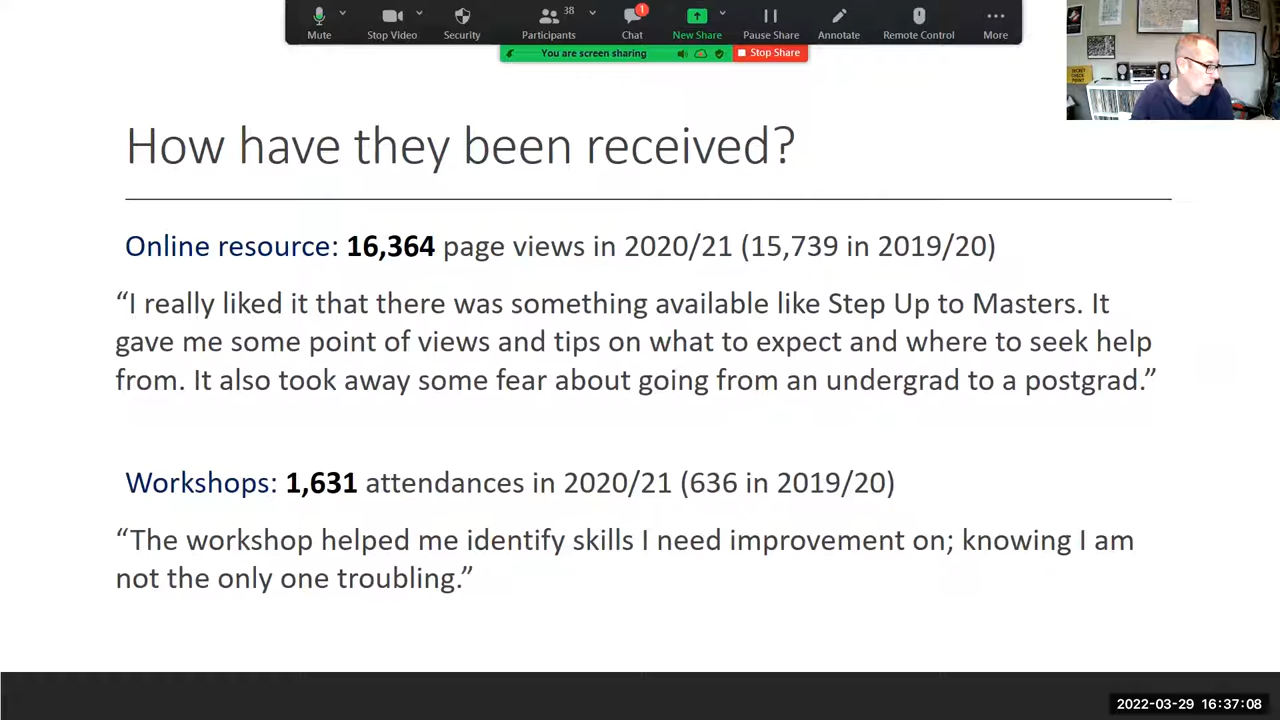 38
1
Mute
Stop Video
Security
Participants
Chat
New Share
Pause Share
Annotate
Remote Control
More
You are screen sharing
Stop Share
How have they been received?
Online resource: 16,364 page views in 2020/21 (15,739 in 2019/20)
“I really liked it that there was something available like Step Up to Masters. It
gave me some point of views and tips on what to expect and where to seek help
from. It also took away some fear about going from an undergrad to a postgrad.”
Workshops: 1,631 attendances in 2020/21 (636 in 2019/20)
“The workshop helped me identify skills I need improvement on; knowing I am
not the only one troubling.”
2022-03-29 16:37:08